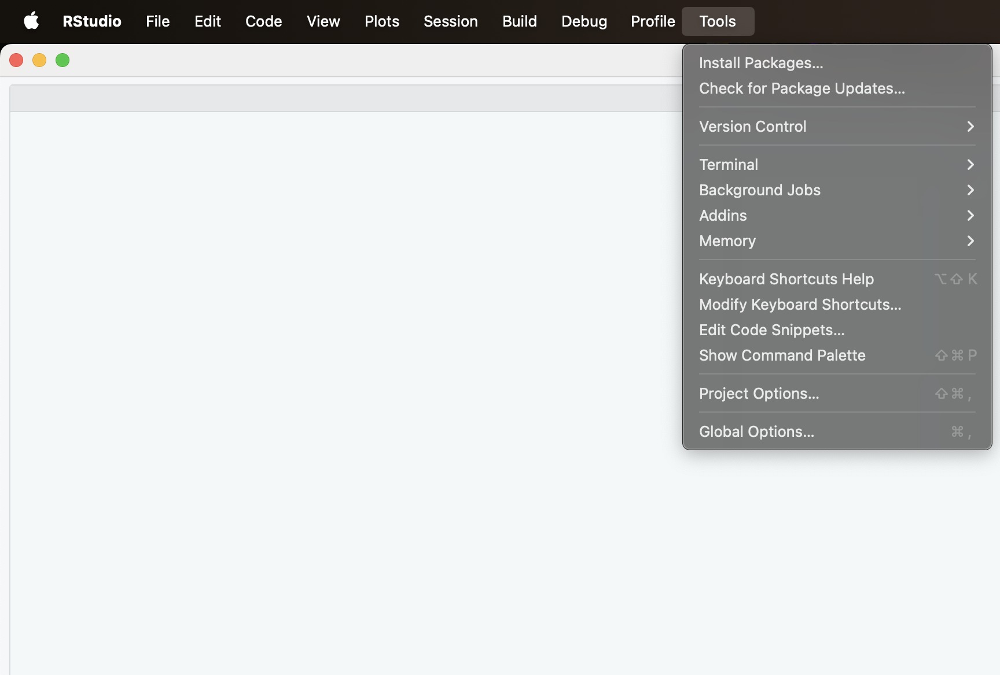 RStudio File Edit Code View Plots Session Build Debug Profile Tools
Install Packages...
Check for Package Updates...
Version Control
Terminal
Background Jobs
Addins
Memory
Keyboard Shortcuts Help ⌥⇧ K
Modify Keyboard Shortcuts...
Edit Code Snippets...
Show Command Palette ⇧⌘ P
Project Options... ⇧⌘ ,
Global Options... ⌘ ,